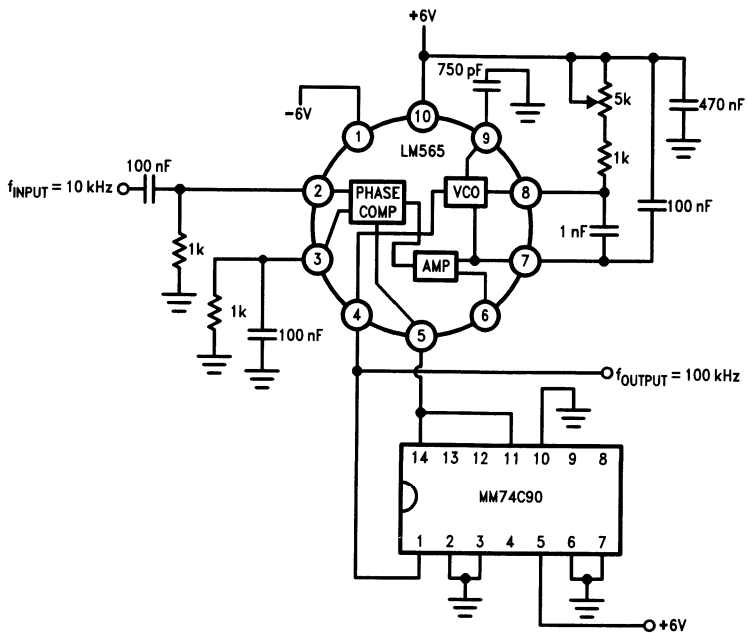 +6V
750 pF
5k
470 nF
-6V
10
9
1
LM565
1k
100 nF
fINPUT = 10 kHz
2
PHASE
COMP
VCO
8
100 nF
1 nF
1k
3
AMP
7
1k
100 nF
4
5
6
fOUTPUT = 100 kHz
14 13 12 11 10 9 8
MM74C90
1 2 3 4 5 6 7
+6V